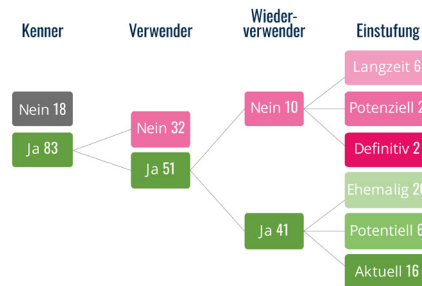 Kenner
Verwender
Wieder-
verwender
Einstufung
Nein 18
Ja 83
Nein 32
Ja 51
Nein 10
Ja 41
Langzeit 6
Potenziell 2
Definitiv 2
Ehemalig
Potentiell 6
Aktuell 16